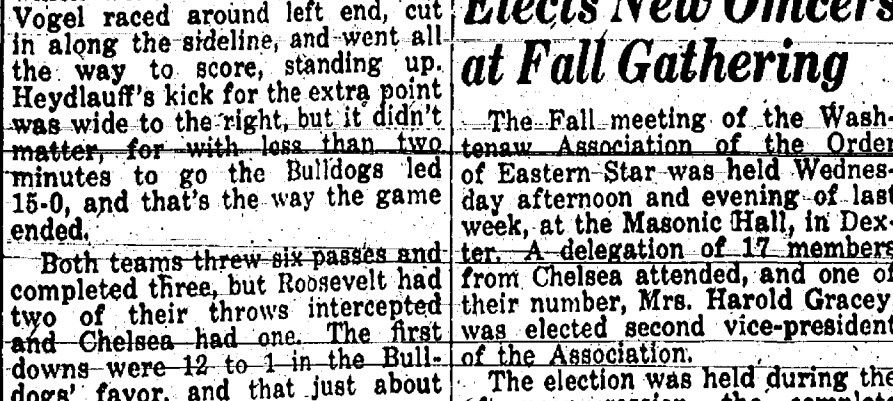 Vogel raced around left end, cut
in along the sideline, and went all
the way to score, standing up.
Heydlauff's kick for the extra point
was wide to the right, but it didn't
matter, for with less than two
minutes to go the Bulldogs led
15-0, and that's the way the game
ended.
Both teams threw six passes and
completed three, but Roosevelt had
two of their throws intercepted
and Chelsea had one. The first
downs were 12 to 1 in the Bull-
dogs' favor, and that just about
Elects New Officers
at Fall Gathering
The Fall meeting of the Wash-
tenaw Association of the Order
of Eastern Star was held Wednes-
day afternoon and evening of last
week, at the Masonic Hall, in Dex-
ter. A delegation of 17 members
from Chelsea attended, and one of
their number, Mrs. Harold Gracey
was elected second vice-president
of the Association.
The election was held during the
the complete